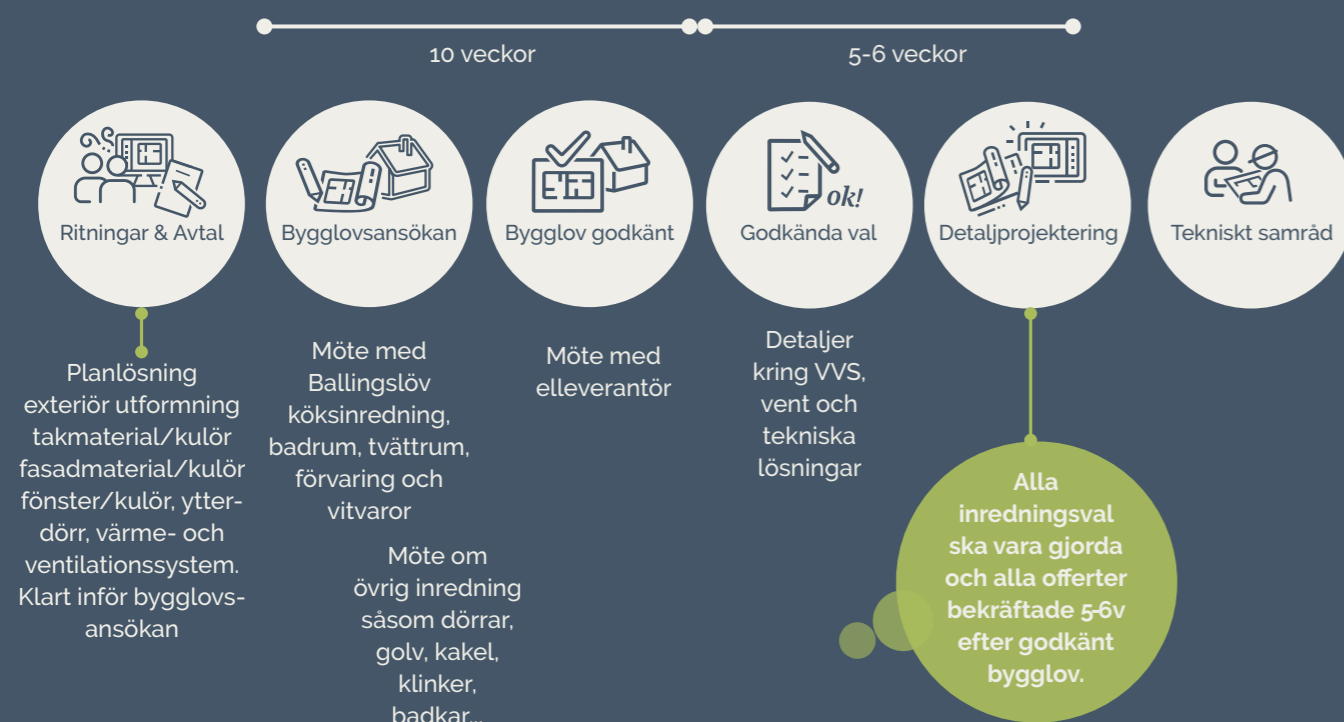 10 veckor
5-6 veckor
Ritningar & Avtal
Bygglovsansökan
Bygglov godkänt
ok!
Godkända val
Detaljprojektering
Tekniskt samråd
Planlösning
exteriör utformning
takmaterial/kulör
fasadmaterial/kulör
fönster/kulör, ytter-
dörr, värme- och
ventilationssystem.
Klart inför bygglovs-
ansökan
Möte med
Ballingslöv
köksinredning,
badrum, tvättrum,
förvaring och
vitvaror
Möte om
övrig inredning
såsom dörrar,
golv, kakel,
klinker,
badkar...
Möte med
elleverantör
Detaljer
kring VVS,
vent och
tekniska
lösningar
Alla
inredningsval
ska vara gjorda
och alla offerter
bekräftade 5-6v
efter godkänt
bygglov.